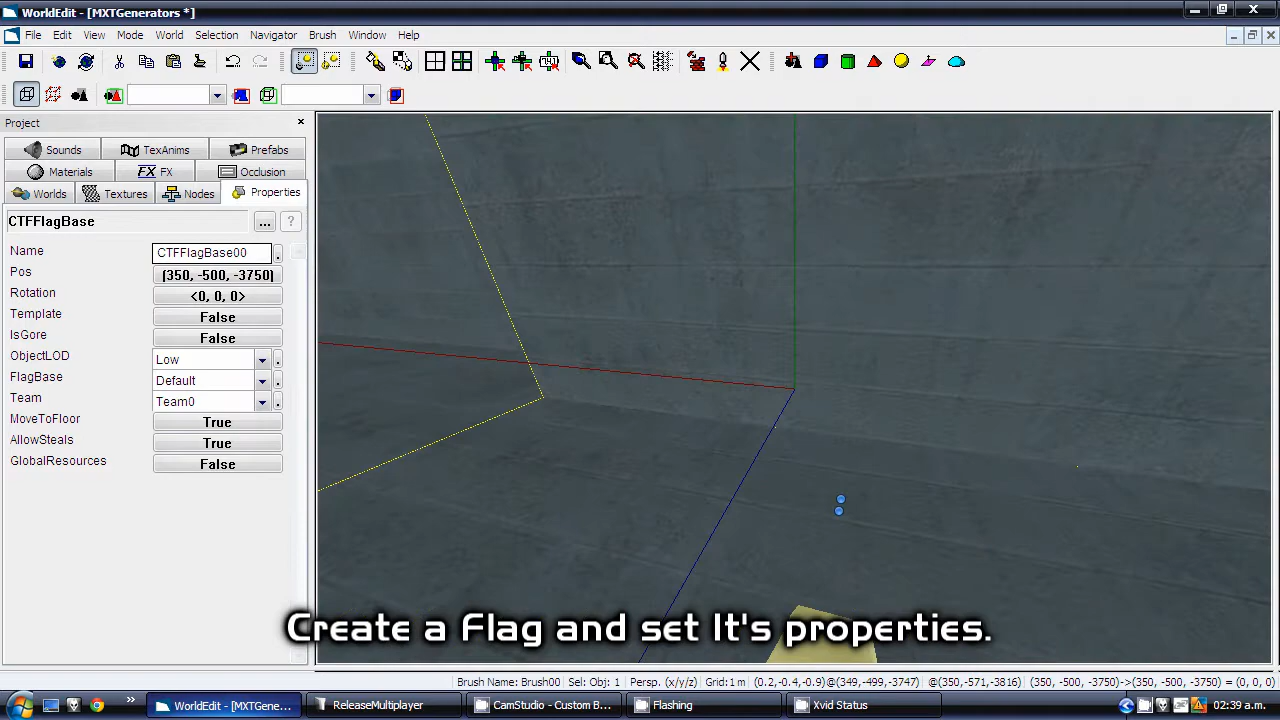 WorldEdit - [MXTGenerators *]
File Edit View Mode World Selection Navigator Brush Window Help
Project
Sounds TexAnims Prefabs
Materials FX FX Occlusion
Worlds Textures Nodes Properties
CTFFlagBase ... ?
Name CTFFlagBase00 .
Pos (350, -500, -3750)
Rotation <0, 0, 0>
Template False
IsGore False
ObjectLOD Low .
FlagBase Default .
Team Team0 .
MoveToFloor True
AllowSteals True
GlobalResources False
Create a Flag and set It's properties.
Brush Name: Brush00 Sel: Obj: 1 Persp. (x/y/z) Grid: 1 m (0.2,-0.4,-0.9)@(349,-499,-3747) @(350,-571,-3816) (350, -500, -3750)->(350, -500, -3750) = (0, 0, 0)
» WorldEdit - [MXTGene... ReleaseMultiplayer CamStudio - Custom B... Flashing Xvid Status 02:39 a.m.